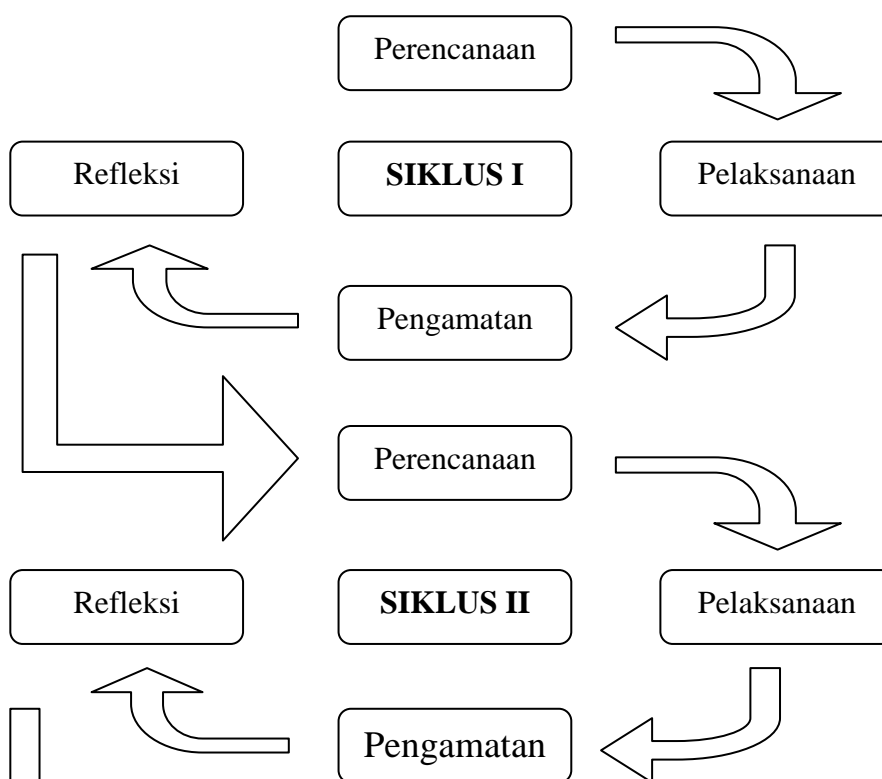 Perencanaan
Refleksi
SIKLUS I
Pelaksanaan
Pengamatan
Perencanaan
Refleksi
SIKLUS II
Pelaksanaan
Pengamatan